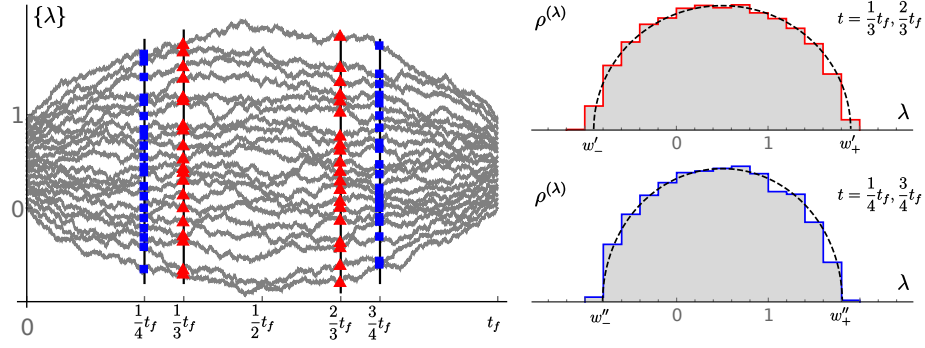 {λ}
1
0
0
1/4 t_f
1/3 t_f
1/2 t_f
2/3 t_f
3/4 t_f
t_f
ρ^(λ)
t = 1/3 t_f, 2/3 t_f
w′_-
0
1
w′_+
λ
ρ^(λ)
t = 1/4 t_f, 3/4 t_f
λ
w″_-
0
1
w″_+